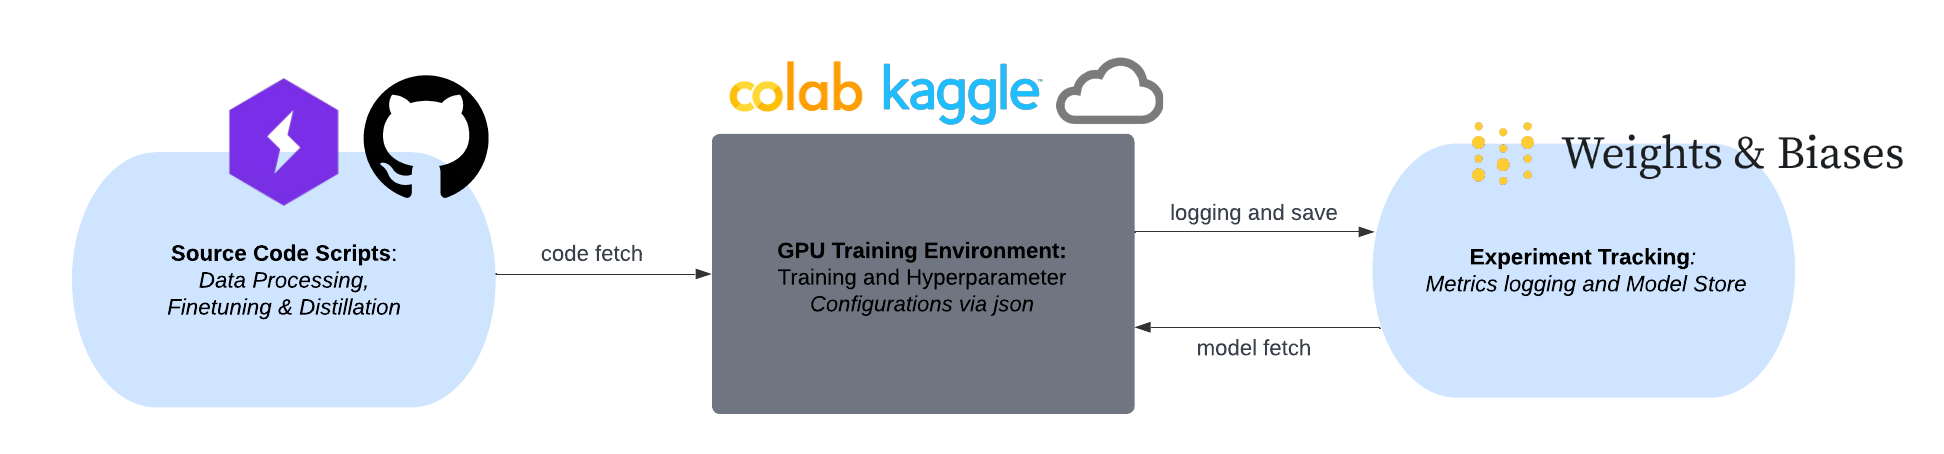 colab kaggle™
Weights & Biases
Source Code Scripts:
Data Processing,
Finetuning & Distillation
code fetch
GPU Training Environment:
Training and Hyperparameter
Configurations via json
logging and save
model fetch
Experiment Tracking:
Metrics logging and Model Store